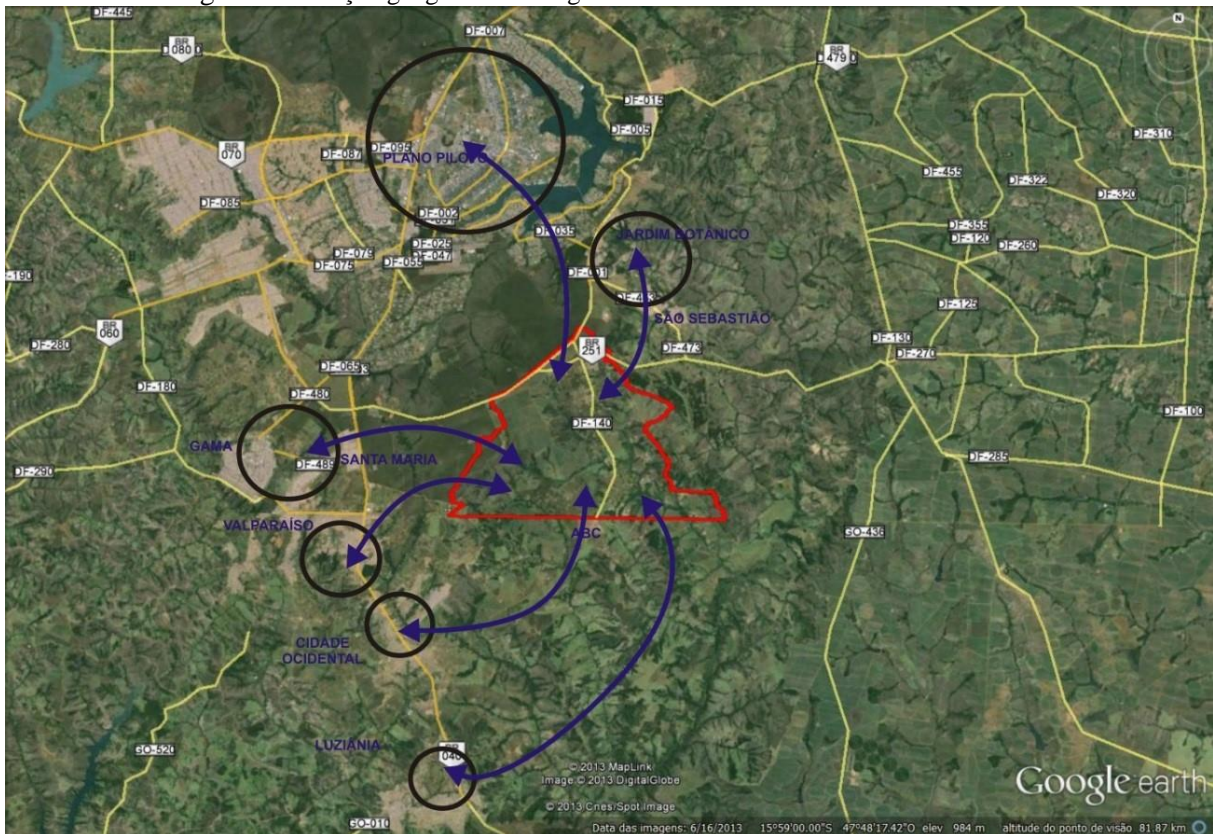 DF-445
DF-007
BR
080
BR
479
DF-015
DF-005
DF-310
BR
070
DF-087
DF-095
PLANO PILOTO
DF-455
DF-322
DF-320
DF-085
DF-002
DF-035
JARDIM BOTÂNICO
DF-355
DF-120
DF-260
DF-025
DF-047
DF-079
DF-075
DF-055
DF-001
DF-125
BR
060
SÃO SEBASTIÃO
DF-280
BR
251
DF-473
DF-130
DF-270
DF-065
DF-180
DF-480
DF-100
DF-140
GAMA
SANTA MARIA
DF-489
DF-290
DF-285
VALPARAÍSO
ABC
GO-436
CIDADE
OCIDENTAL
LUZIÂNIA
BR
040
GO-520
© 2013 MapLink
Image © 2013 DigitalGlobe
© 2013 Cnes/Spot Image
Google earth
GO-010
Data das imagens: 6/16/2013 15°59'00.00"S 47°48'17.42"O elev 984 m altitude do ponto de visão 81.87 km